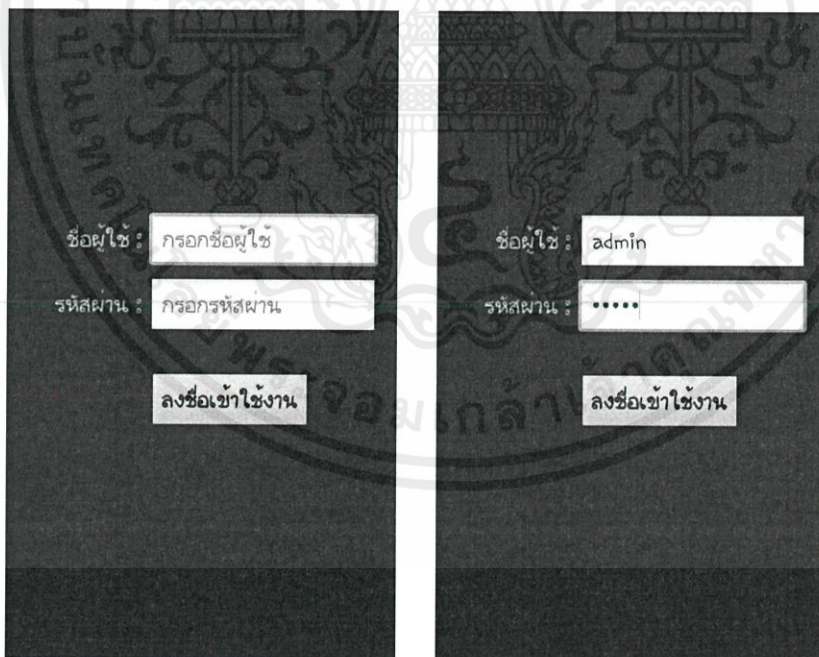 ชื่อผู้ใช้ : กรอกชื่อผู้ใช้
รหัสผ่าน : กรอกรหัสผ่าน
ลงชื่อเข้าใช้งาน
ชื่อผู้ใช้ : admin
รหัสผ่าน : •••••
ลงชื่อเข้าใช้งาน